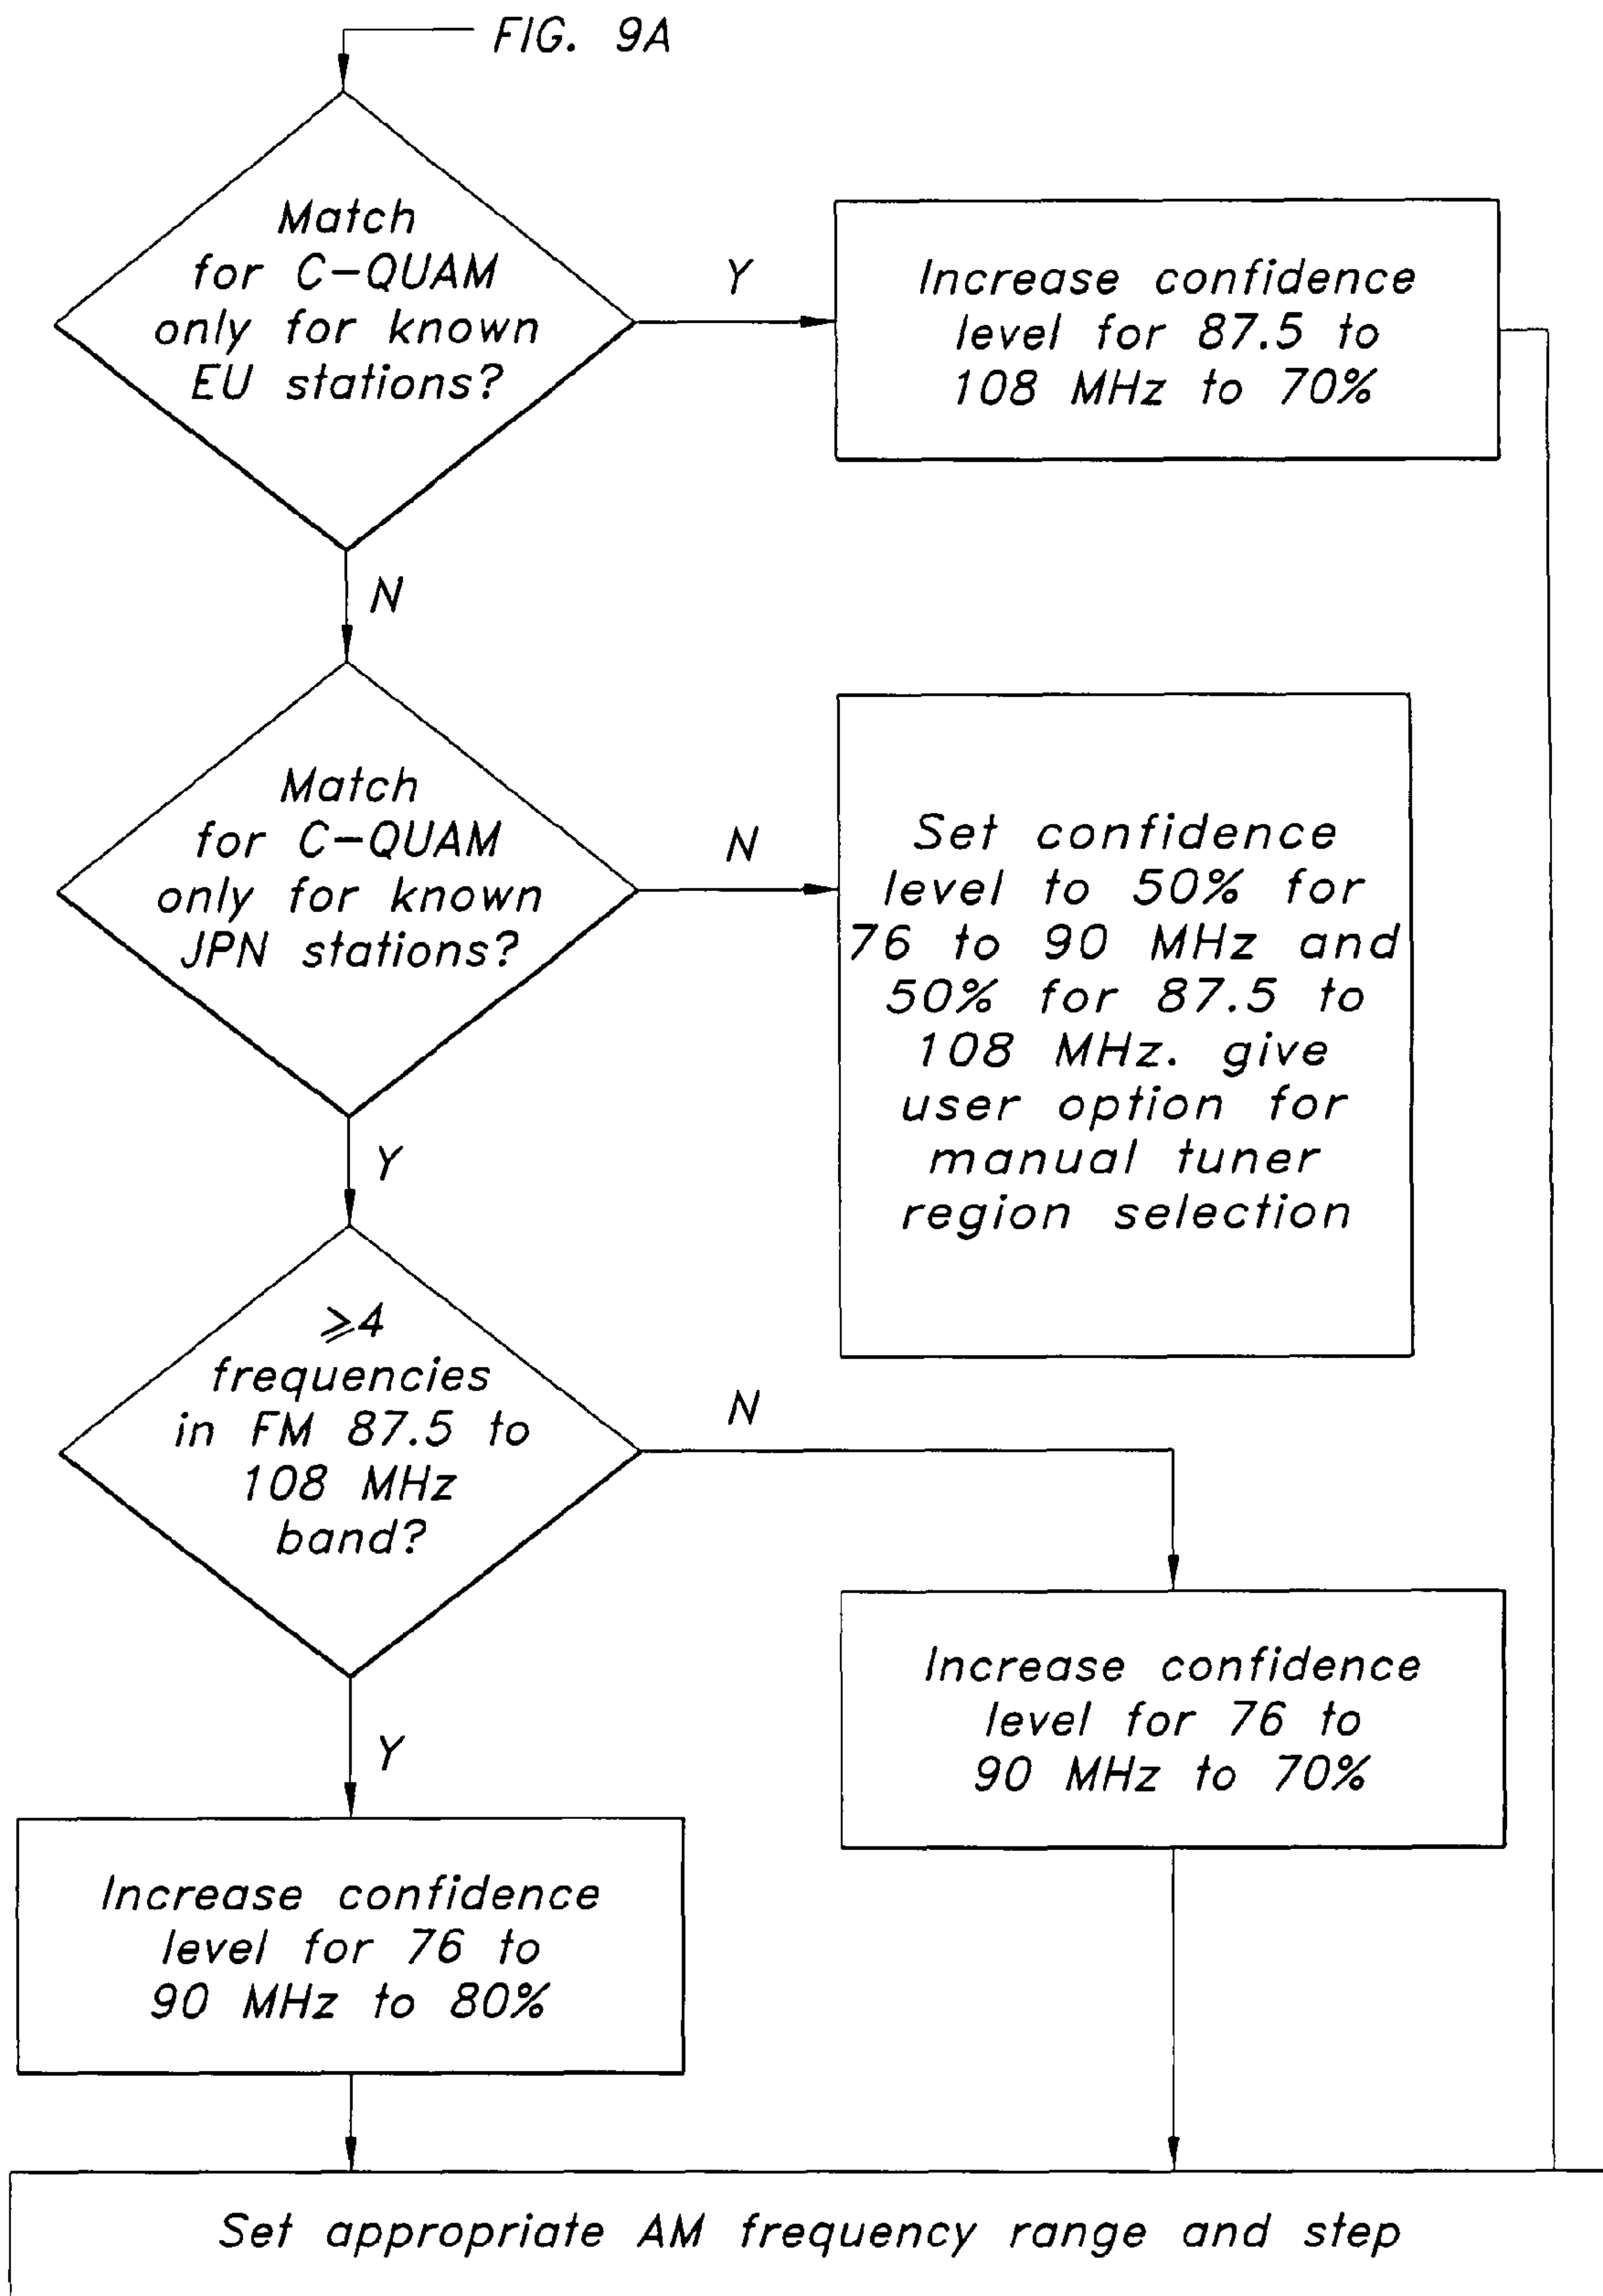 FIG. 9A
Match
for C-QUAM
only for known
EU stations?
Y
Increase confidence
level for 87.5 to
108 MHz to 70%
N
Match
for C-QUAM
only for known
JPN stations?
N
Set confidence
level to 50% for
76 to 90 MHz and
50% for 87.5 to
108 MHz. give
user option for
manual tuner
region selection
Y
≥4
frequencies
in FM 87.5 to
108 MHz
band?
N
Increase confidence
level for 76 to
90 MHz to 70%
Y
Increase confidence
level for 76 to
90 MHz to 80%
Set appropriate AM frequency range and step